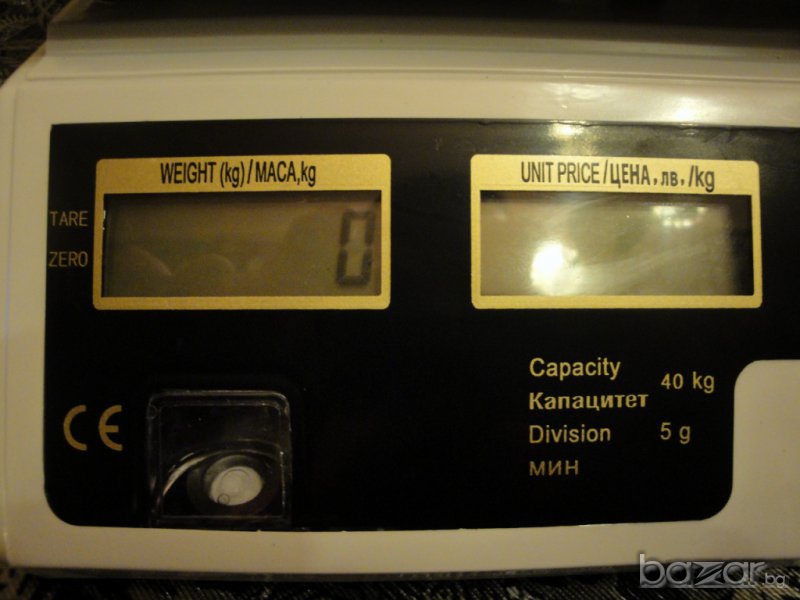 WEIGHT (kg)/MACA,kg
UNIT PRICE/ЦЕНА, лв, /kg
TARE
0
ZERO
Capacity 40 kg
Капацитет
Division 5 g
мин
CE
bazar.bg